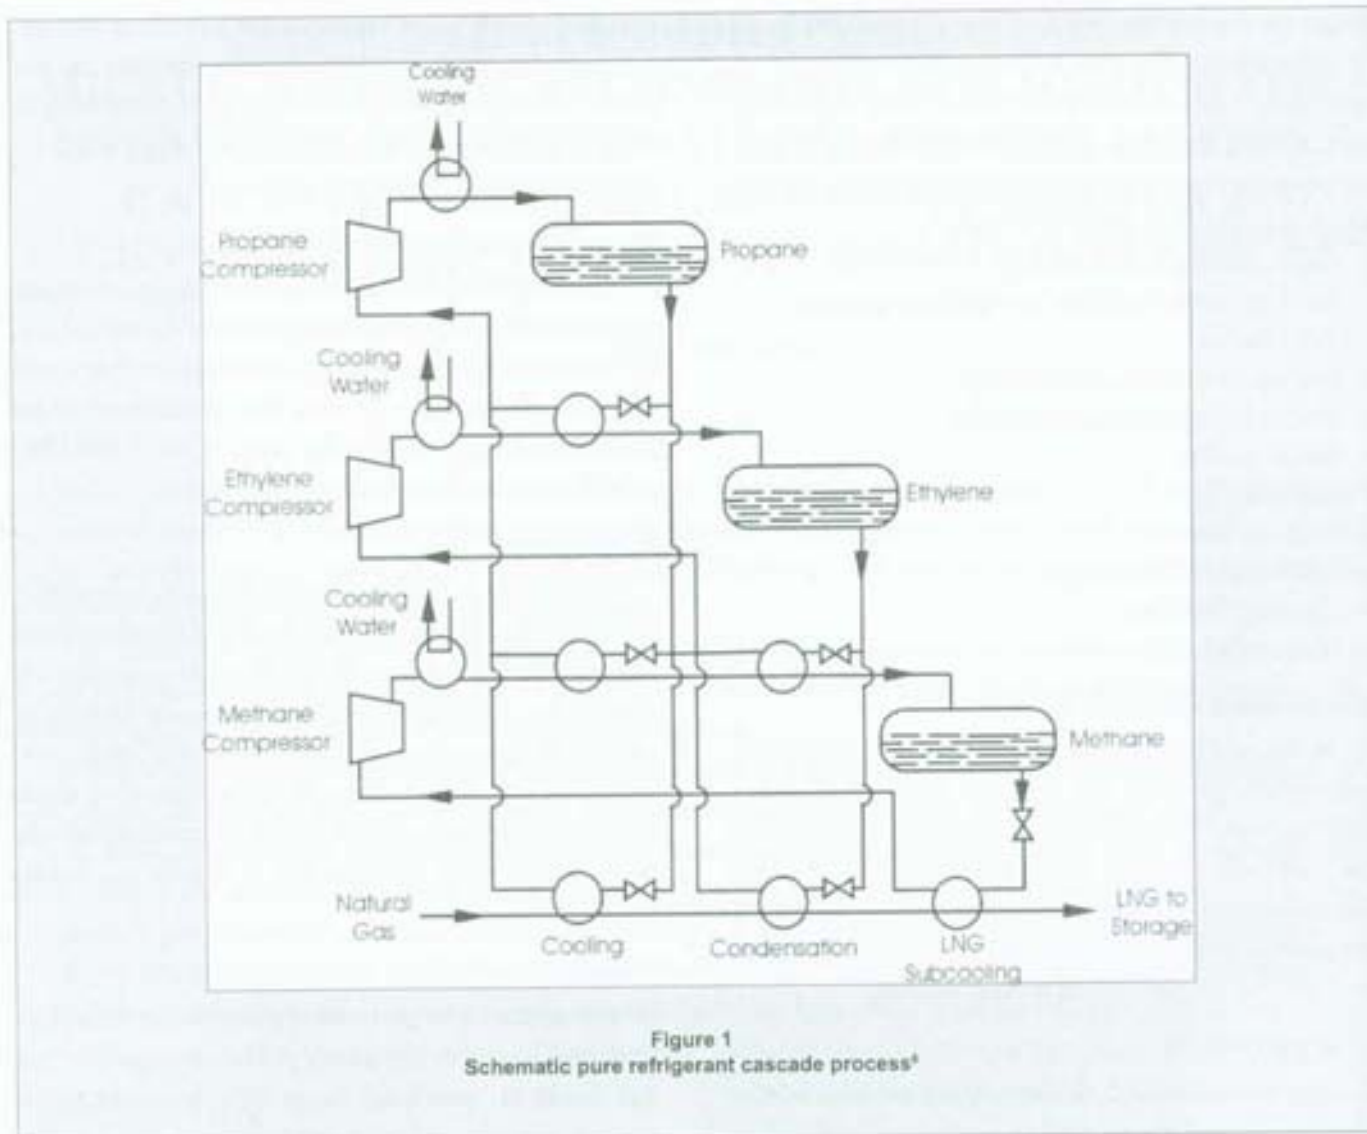 Cooling
Water
Propane
Compressor
Propane
Cooling
Water
Ethylene
Compressor
Ethylene
Cooling
Water
Methane
Compressor
Methane
Natural
Gas
Cooling
Condensation
LNG
Subcooling
LNG to
Storage
Figure 1
Schematic pure refrigerant cascade process⁴